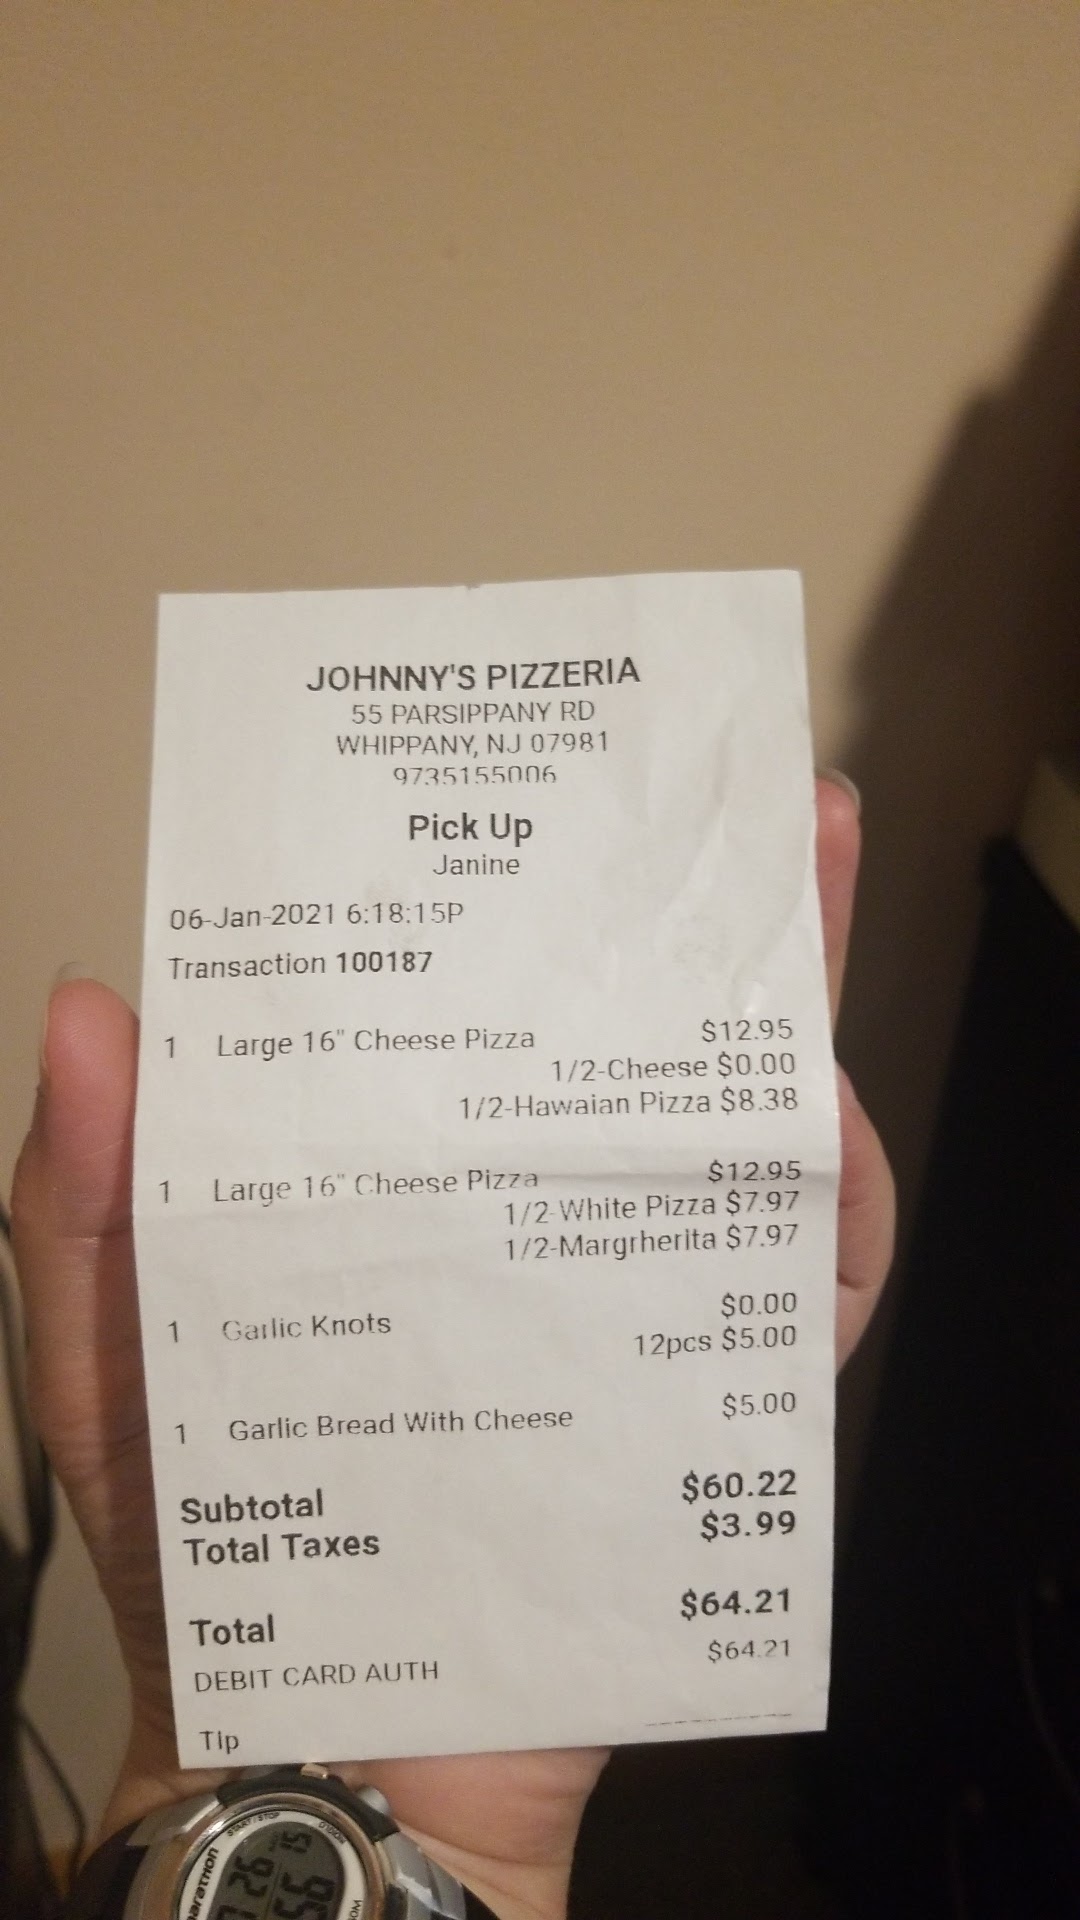 JOHNNY'S PIZZERIA
55 PARSIPPANY RD
WHIPPANY, NJ 07981
9735155006
Pick Up
Janine
06-Jan-2021 6:18:15P
Transaction 100187
1 Large 16" Cheese Pizza $12.95
1/2-Cheese $0.00
1/2-Hawaian Pizza $8.38
1 Large 16" Cheese Pizza $12.95
1/2-White Pizza $7.97
1/2-Margrherita $7.97
1 Garlic Knots $0.00
12pcs $5.00
1 Garlic Bread With Cheese $5.00
Subtotal $60.22
Total Taxes $3.99
Total $64.21
DEBIT CARD AUTH $64.21
Tip
START/STOP